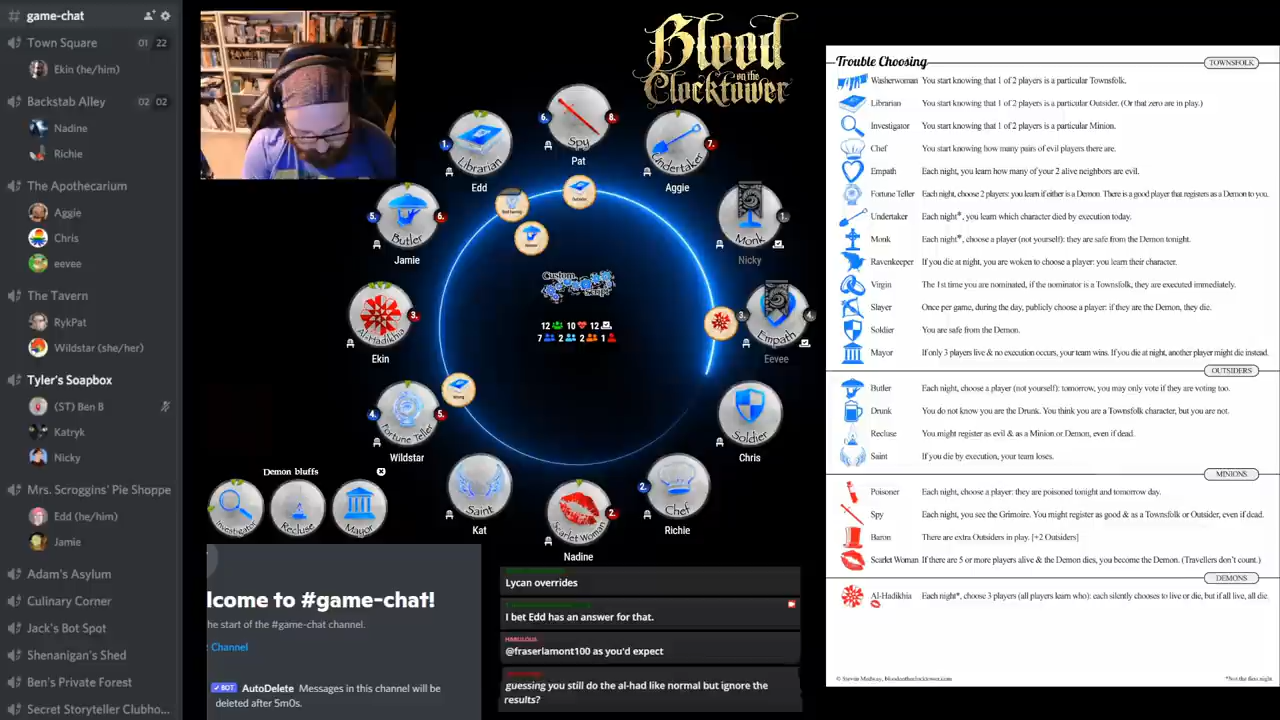 # game-chat
Town Square 01 22
Ekin (he/him)
Backstage Alley 02 02
Nadine
Richie
The Apothecarium
Aggie
Chris
eevee
The Tavern
RykPat
Wildstar (she/her)
Tyler's Soapbox
(ST) Ben B
Katryk
Nicky
Mrs. Scroggins' Pie Shoppe
Edd (he/him)
Jamie
Adam's Asylum
Culinary Corner
Shenanigan's Shed
Ben's Private Forest
Secret Storyteller Clubho...
Blood
on the
Clocktower
Librarian
Edd
Spy
Pat
Undertaker
Aggie
Monk
Nicky
Empath
Eevee
Soldier
Chris
Chef
Richie
Scarlet Woman
Nadine
Saint
Kat
Fortune Teller
Wildstar
Al-Hadikhia
Ekin
Butler
Jamie
Custom
Script
12 10 12
7 2 2 1
Red Herring
Outsider
Wrong
Demon bluffs
Investigator
Recluse
Mayor
lcome to #game-chat!
he start of the #game-chat channel.
Channel
BOT AutoDelete Messages in this channel will be
deleted after 5m0s.
Lycan overrides
I bet Edd has an answer for that.
@fraserlamont100 as you'd expect
guessing you still do the al-had like normal but ignore the
results?
Trouble Choosing
TOWNSFOLK
Washerwoman You start knowing that 1 of 2 players is a particular Townsfolk.
Librarian You start knowing that 1 of 2 players is a particular Outsider. (Or that zero are in play.)
Investigator You start knowing that 1 of 2 players is a particular Minion.
Chef You start knowing how many pairs of evil players there are.
Empath Each night, you learn how many of your 2 alive neighbors are evil.
Fortune Teller Each night, choose 2 players: you learn if either is a Demon. There is a good player that registers as a Demon to you.
Undertaker Each night*, you learn which character died by execution today.
Monk Each night*, choose a player (not yourself): they are safe from the Demon tonight.
Ravenkeeper If you die at night, you are woken to choose a player: you learn their character.
Virgin The 1st time you are nominated, if the nominator is a Townsfolk, they are executed immediately.
Slayer Once per game, during the day, publicly choose a player: if they are the Demon, they die.
Soldier You are safe from the Demon.
Mayor If only 3 players live & no execution occurs, your team wins. If you die at night, another player might die instead.
OUTSIDERS
Butler Each night, choose a player (not yourself): tomorrow, you may only vote if they are voting too.
Drunk You do not know you are the Drunk. You think you are a Townsfolk character, but you are not.
Recluse You might register as evil & as a Minion or Demon, even if dead.
Saint If you die by execution, your team loses.
MINIONS
Poisoner Each night, choose a player: they are poisoned tonight and tomorrow day.
Spy Each night, you see the Grimoire. You might register as good & as a Townsfolk or Outsider, even if dead.
Baron There are extra Outsiders in play. [+2 Outsiders]
Scarlet Woman If there are 5 or more players alive & the Demon dies, you become the Demon. (Travellers don't count.)
DEMONS
Al-Hadikhia Each night*, choose 3 players (all players learn who): each silently chooses to live or die, but if all live, all die.
© Steven Medway, bloodontheclocktower.com
*Not the first night